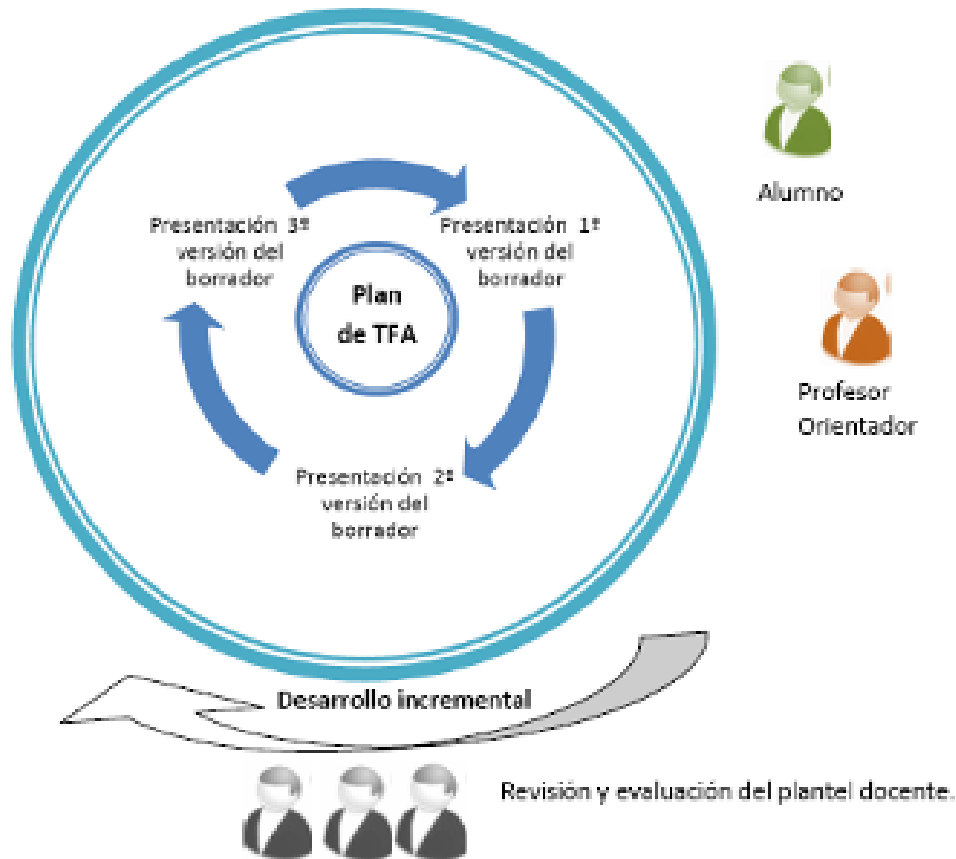 Alumno
Presentación 3ª
versión del
borrador
Presentación 1ª
versión del
borrador
Plan
de TFA
Profesor
Orientador
Presentación 2ª
versión del
borrador
Desarrollo incremental
Revisión y evaluación del plantel docente.